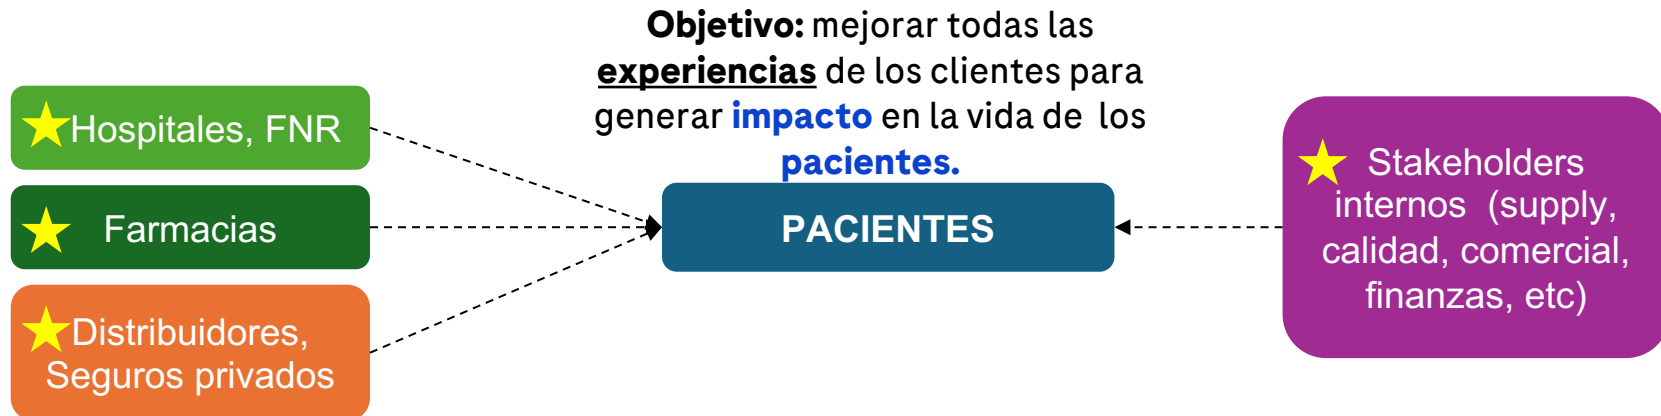 Objetivo: mejorar todas las
experiencias de los clientes para
generar impacto en la vida de los
pacientes.
Hospitales, FNR
Farmacias
Distribuidores,
Seguros privados
PACIENTES
Stakeholders
internos (supply,
calidad, comercial,
finanzas, etc)